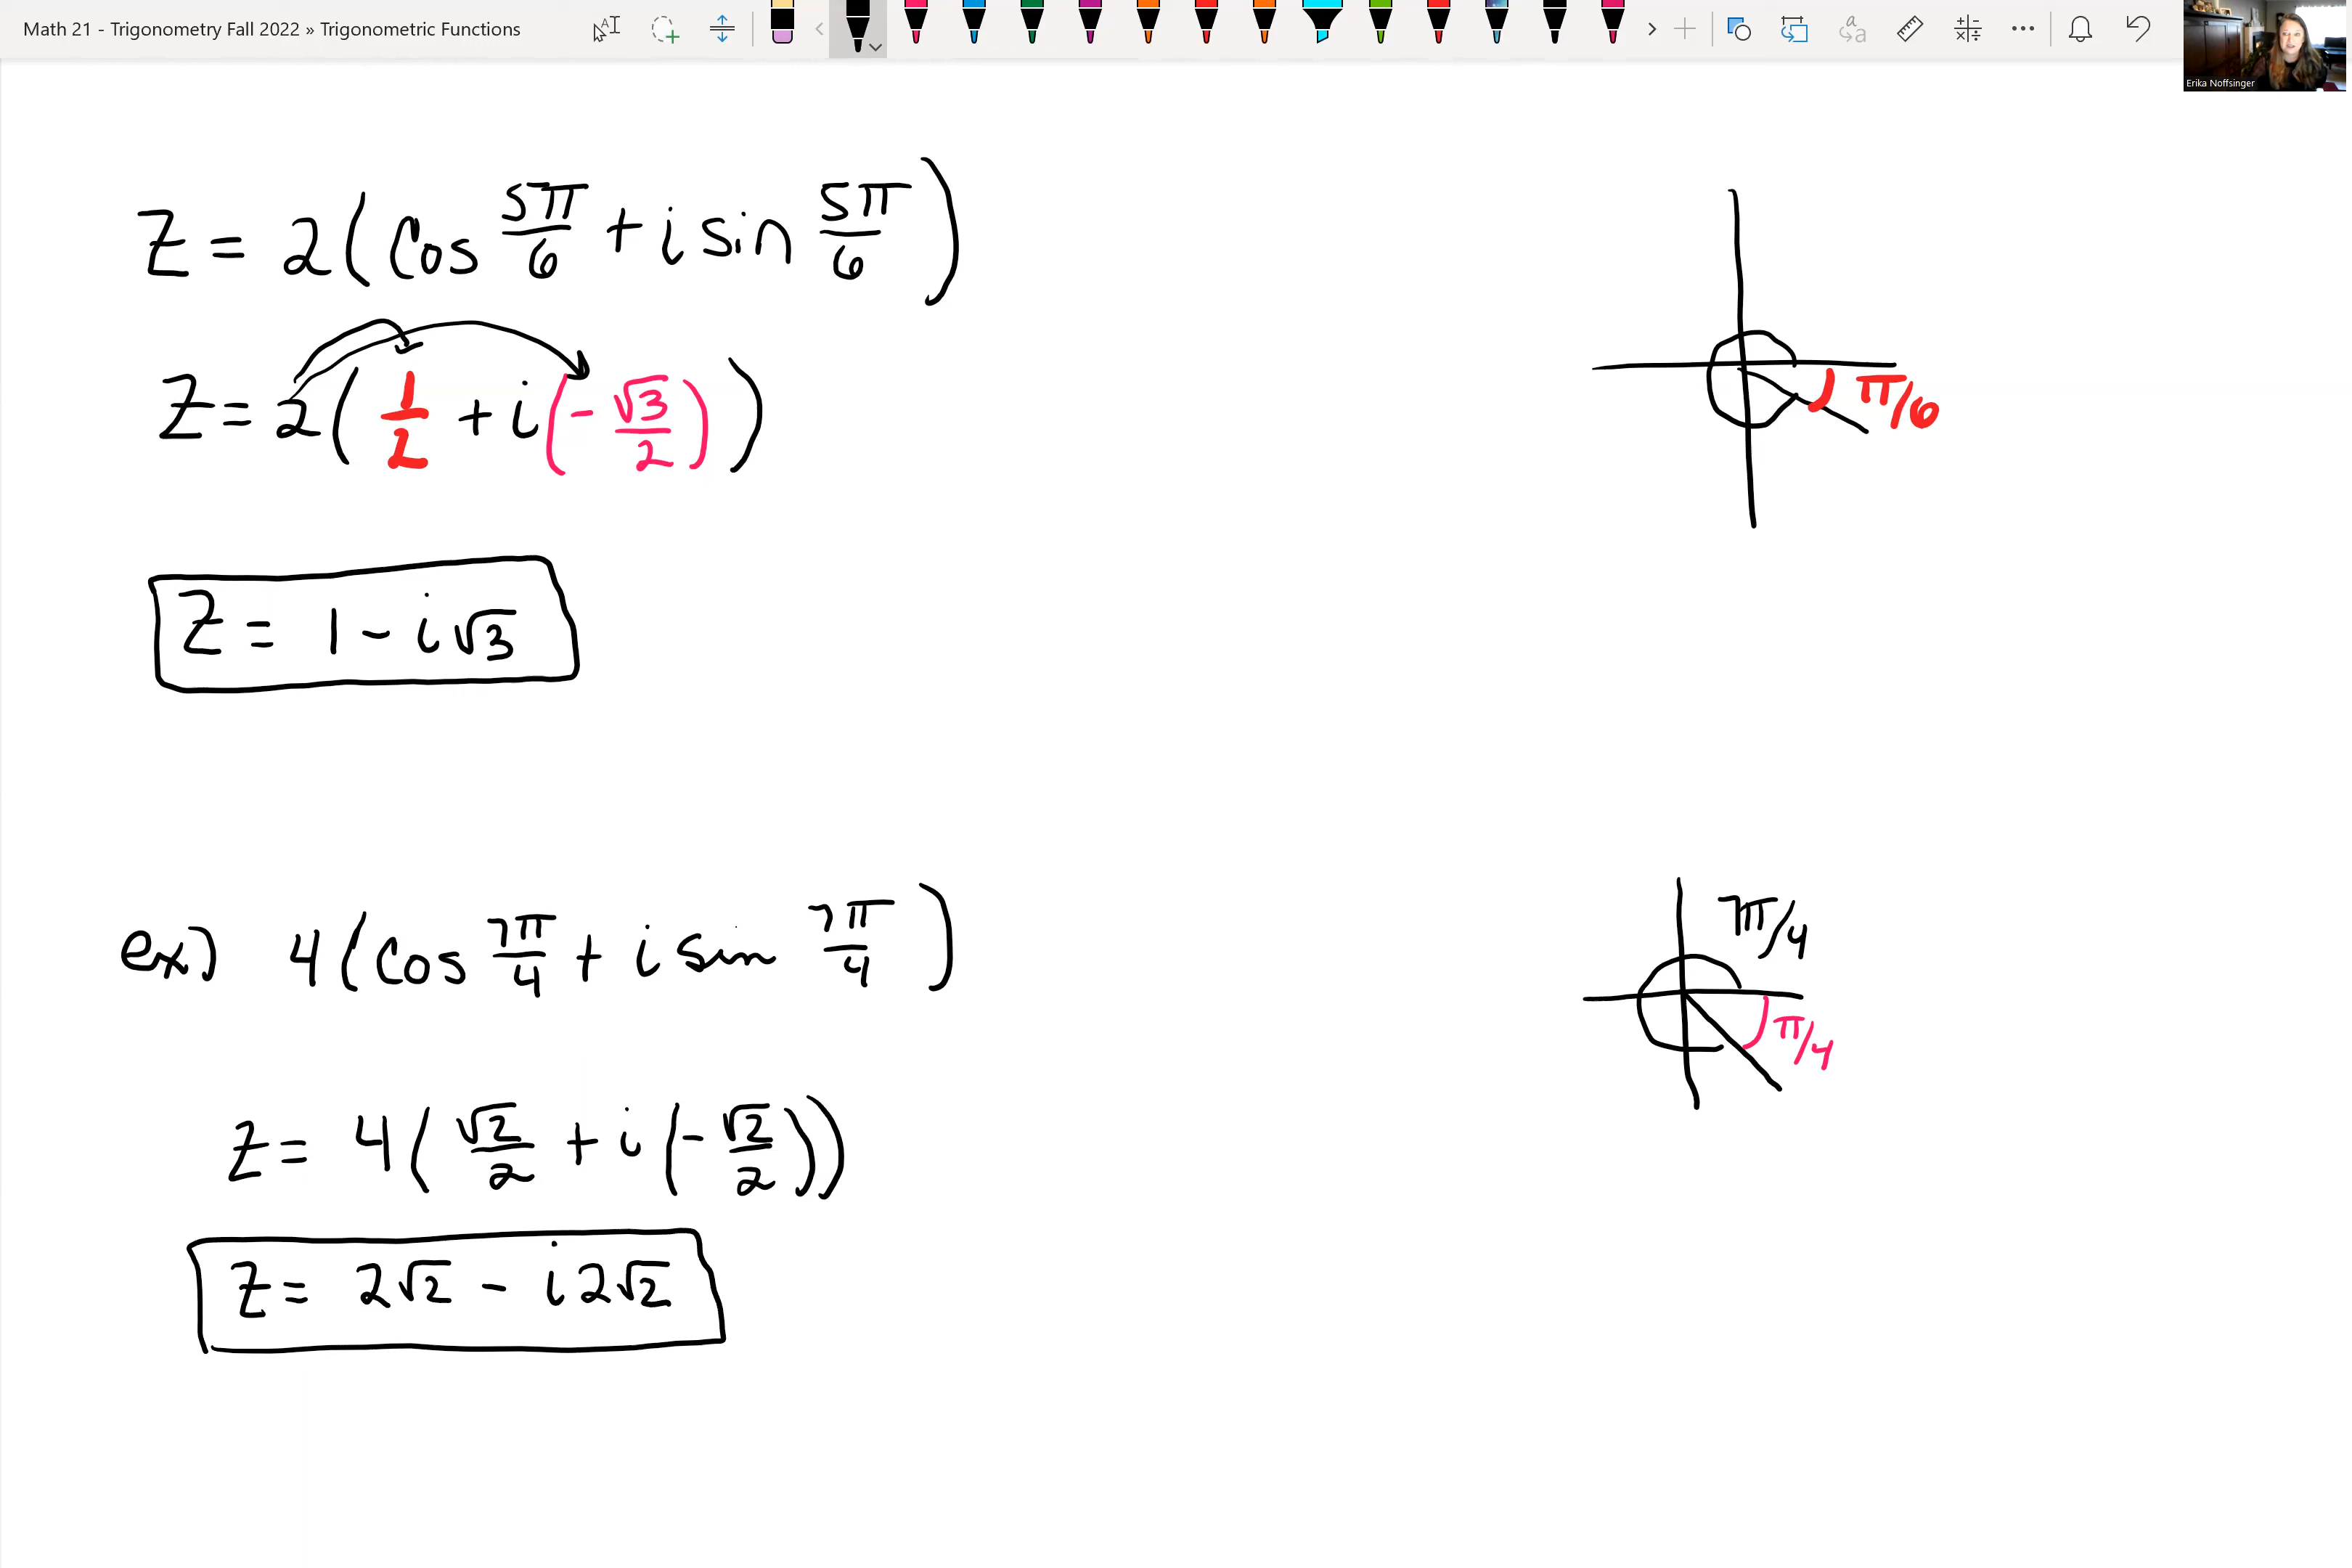 Math 21 - Trigonometry Fall 2022 » Trigonometric Functions
Erika Noffsinger
Z = 2(Cos 5π/6 + i sin 5π/6)
π/6
Z = 2(1/2 + i(-√3/2))
Z = 1 - i√3
ex) 4(Cos 7π/4 + i sin 7π/4)
7π/4
π/4
Z = 4(√2/2 + i(-√2/2))
Z = 2√2 - i2√2